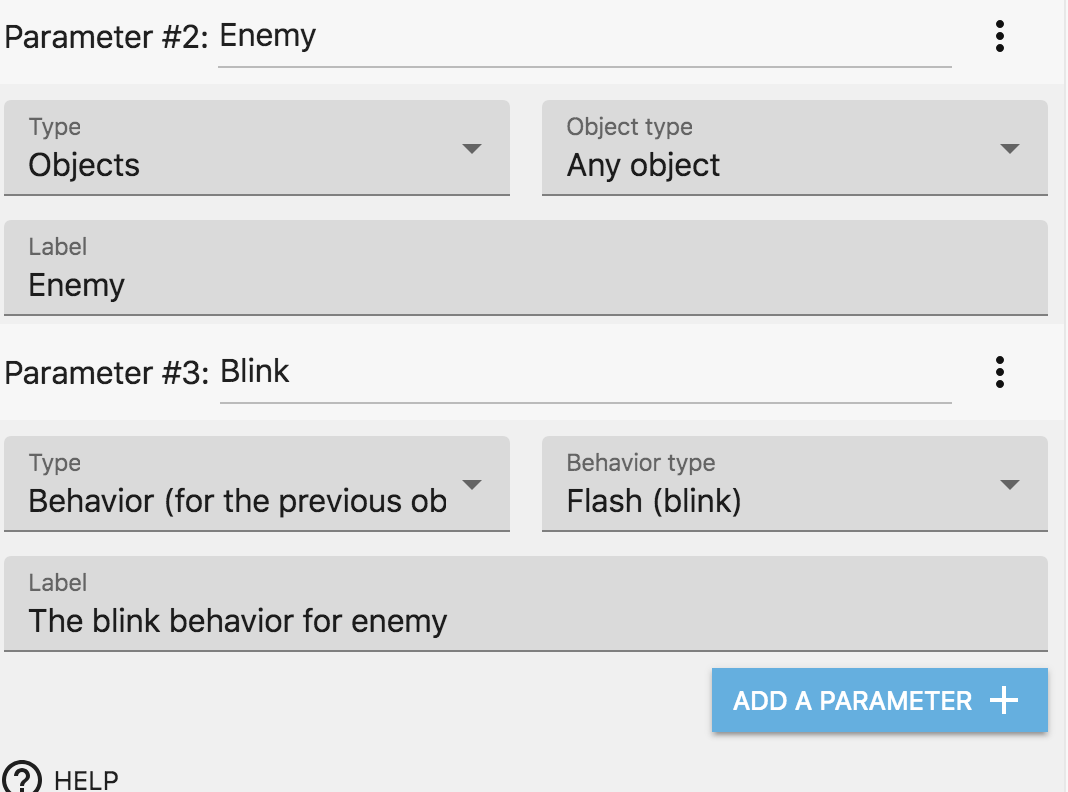 Parameter #2: Enemy
Type
Objects
Object type
Any object
Label
Enemy
Parameter #3: Blink
Type
Behavior (for the previous ob
Behavior type
Flash (blink)
Label
The blink behavior for enemy
ADD A PARAMETER +
? HELP